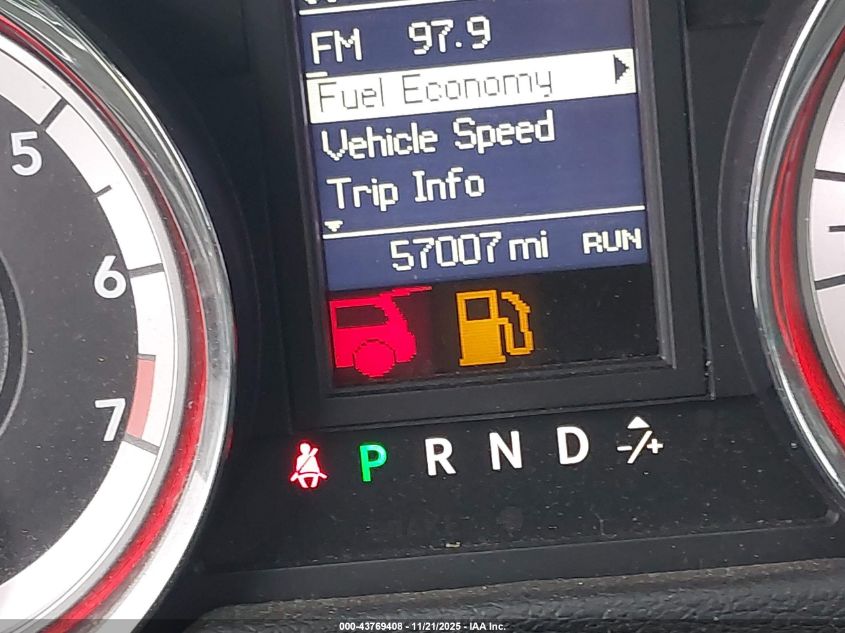 FM 97.9
Fuel Economy
Vehicle Speed
Trip Info
57007 mi RUN
5
6
7
P R N D -/+
000-43769408 - 11/21/2025 - IAA Inc.